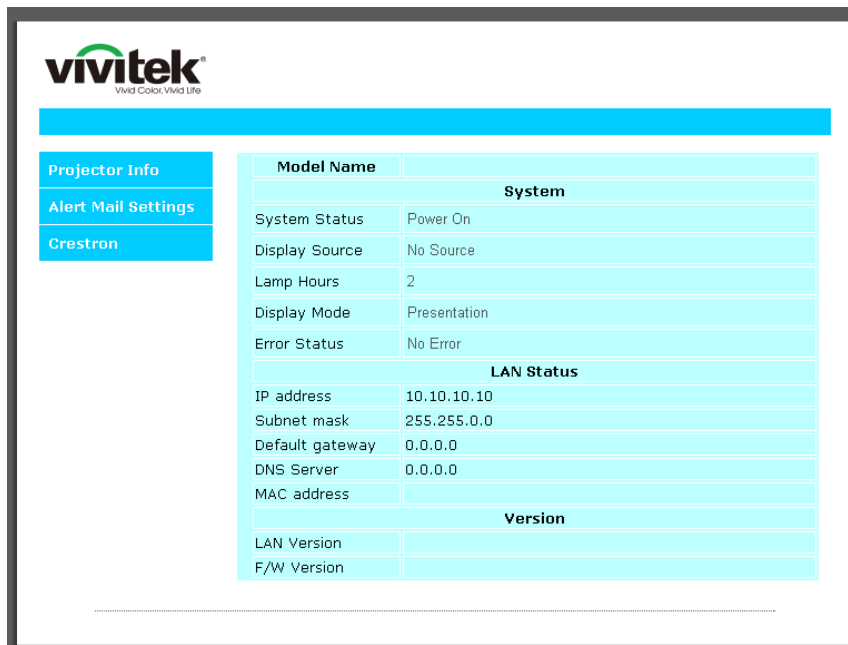 vivitek®
Vivid Color. Vivid Life
Projector Info
Alert Mail Settings
Crestron
Model Name
System
System Status Power On
Display Source No Source
Lamp Hours 2
Display Mode Presentation
Error Status No Error
LAN Status
IP address 10.10.10.10
Subnet mask 255.255.0.0
Default gateway 0.0.0.0
DNS Server 0.0.0.0
MAC address
Version
LAN Version
F/W Version